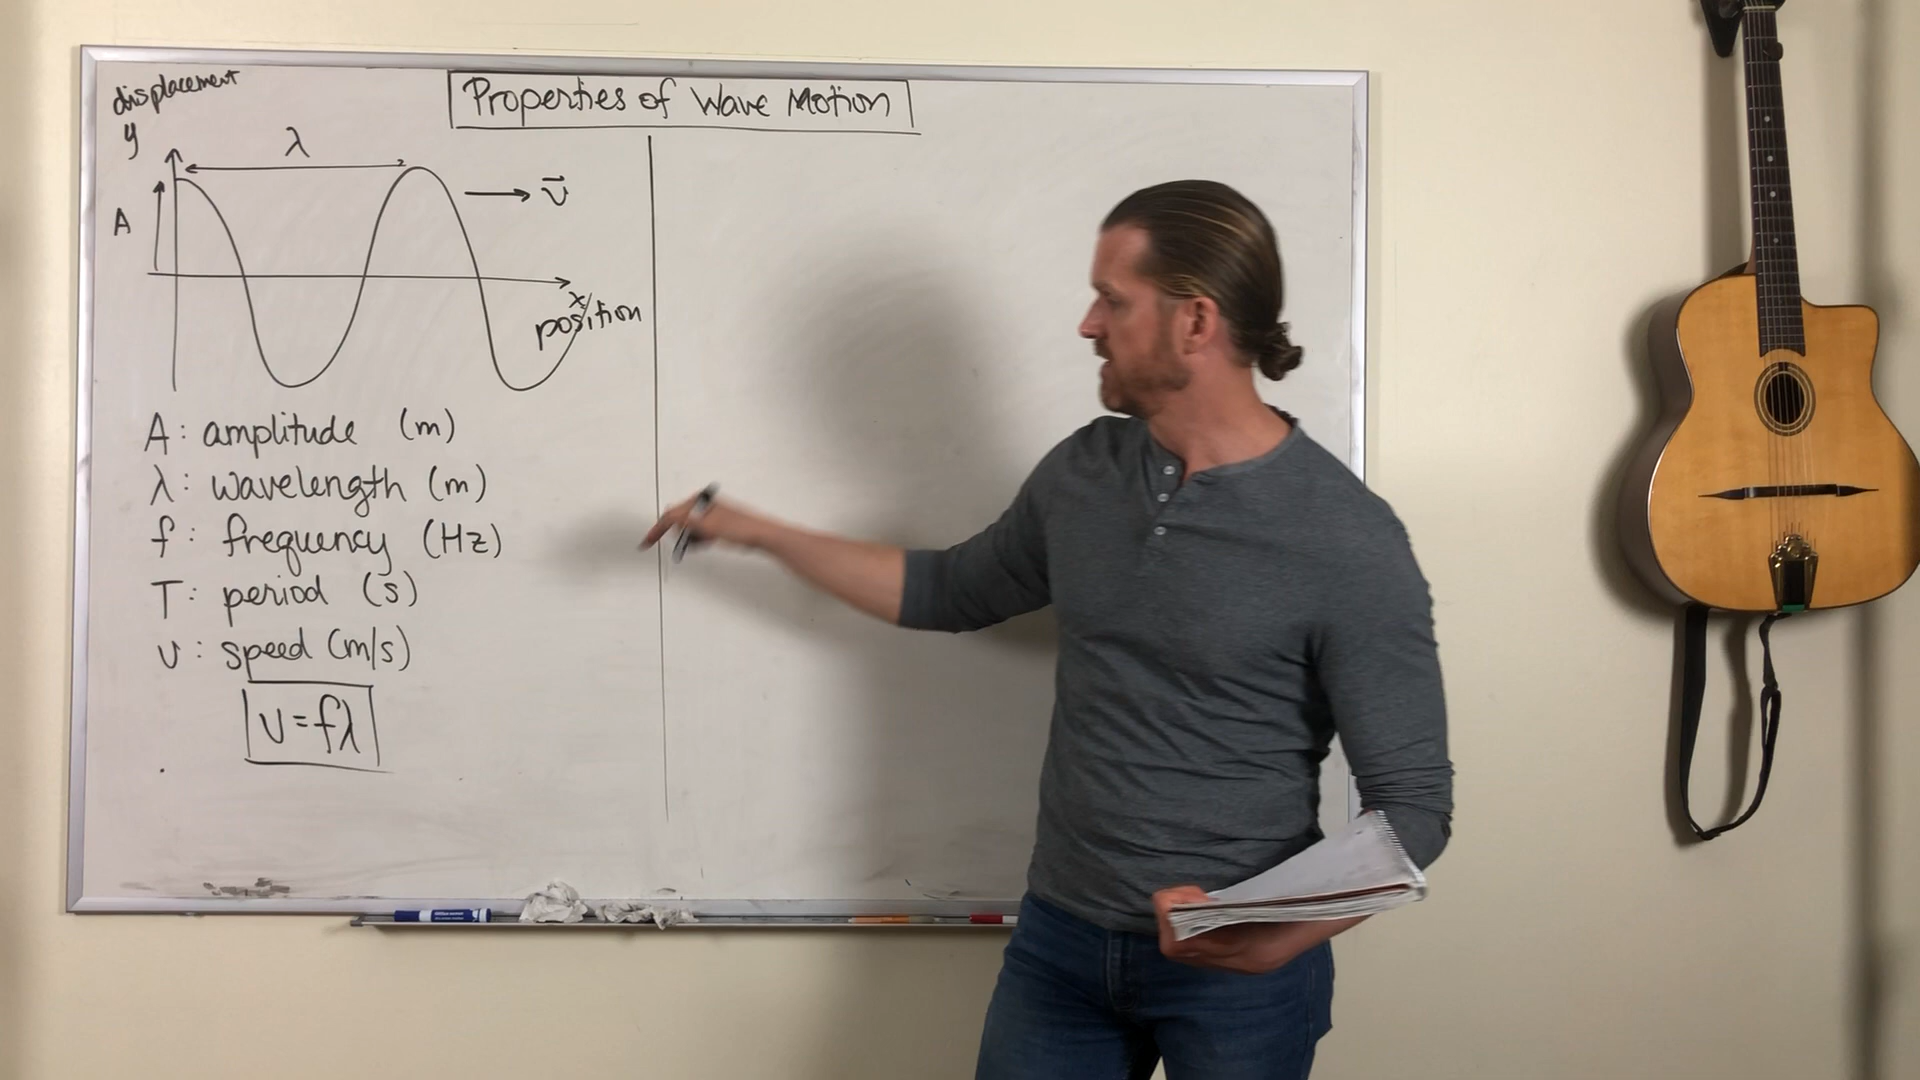 Properties of Wave Motion
displacement
y
λ
A
v
x
position
A: amplitude (m)
λ: wavelength (m)
f: frequency (Hz)
T: period (s)
v: speed (m/s)
v=fλ